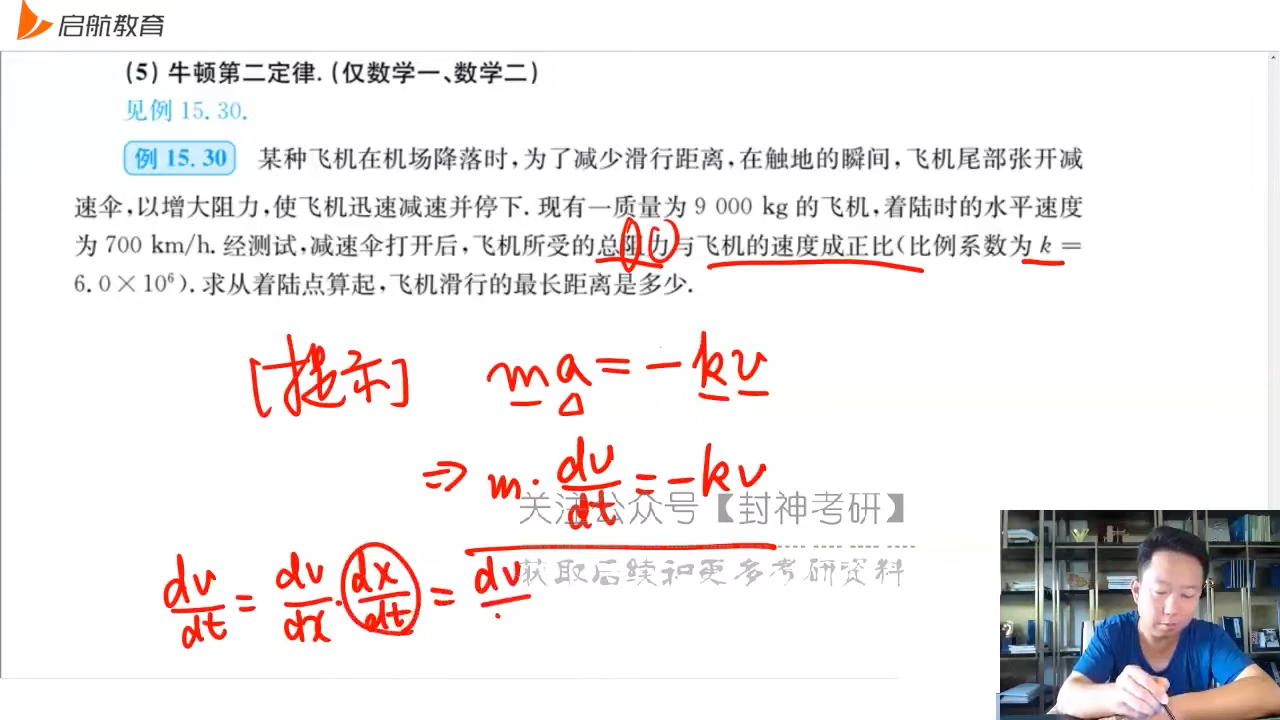 启航教育
(5) 牛顿第二定律.(仅数学一、数学二)
见例 15.30.
例 15.30 某种飞机在机场降落时,为了减少滑行距离,在触地的瞬间,飞机尾部张开减
速伞,以增大阻力,使飞机迅速减速并停下.现有一质量为 9 000 kg 的飞机,着陆时的水平速度
为 700 km/h.经测试,减速伞打开后,飞机所受的总阻力与飞机的速度成正比(比例系数为 k =
6.0×10⁶).求从着陆点算起,飞机滑行的最长距离是多少.
[提示] ma = -kv
⇒ m·dv/dt = -kv
关注公众号【封神考研】
获取后续和更多考研资料
dv/dt = dv/dx · dx/dt = dv